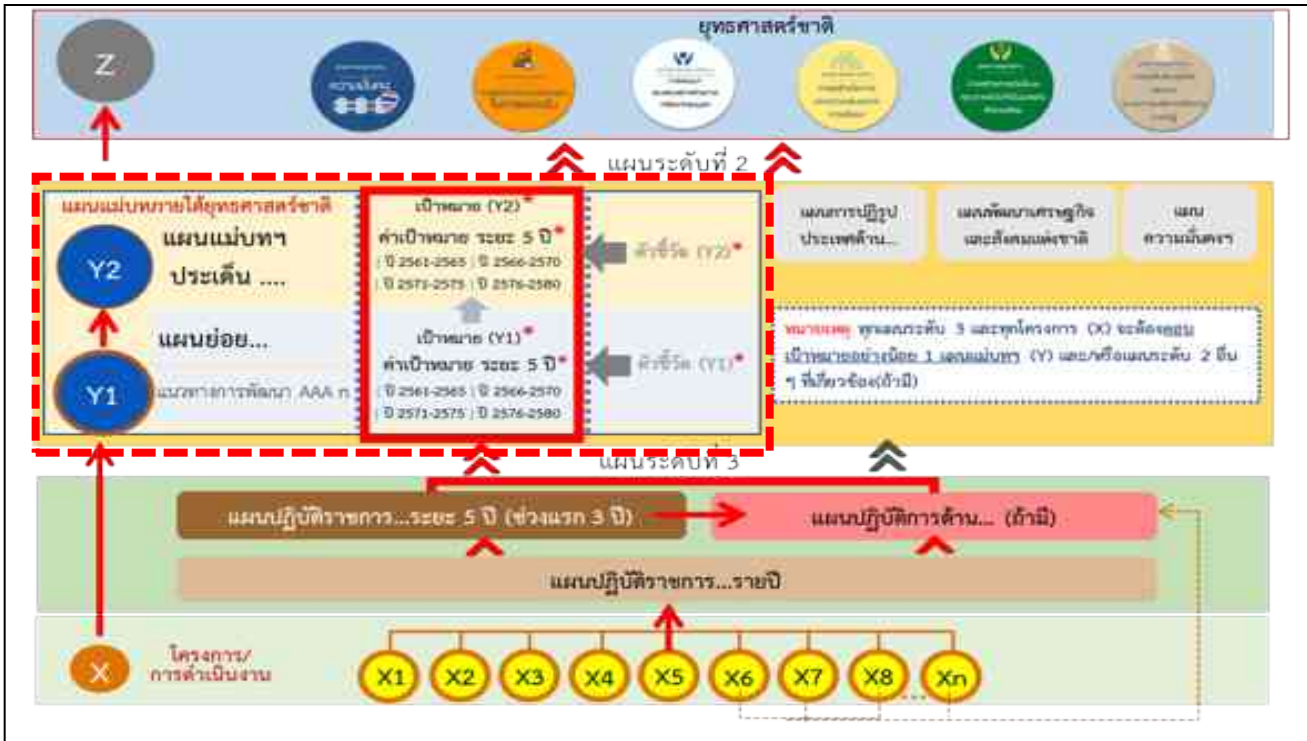 ยุทธศาสตร์ชาติ
Z
ความมั่นคง
แผนระดับที่ 2
แผนแม่บทภายใต้ยุทธศาสตร์ชาติ
Y2
แผนแม่บทฯ
ประเด็น ....
เป้าหมาย (Y2)*
ค่าเป้าหมาย ระยะ 5 ปี*
| ปี 2561-2565 | ปี 2566-2570
| ปี 2571-2575 | ปี 2576-2580
ตัวชี้วัด (Y2)*
Y1
แผนย่อย...
แนวทางการพัฒนา AAA n
เป้าหมาย (Y1)*
ค่าเป้าหมาย ระยะ 5 ปี*
| ปี 2561-2565 | ปี 2566-2570
| ปี 2571-2575 | ปี 2576-2580
ตัวชี้วัด (Y1)*
แผนการปฏิรูป
ประเทศด้าน...
แผนพัฒนาเศรษฐกิจ
และสังคมแห่งชาติ
แผน
ความมั่นคงฯ
หมายเหตุ ทุกแผนระดับ 3 และทุกโครงการ (X) จะต้องตอบ
เป้าหมายอย่างน้อย 1 แผนแม่บทฯ (Y) และ/หรือแผนระดับ 2 อื่น
ๆ ที่เกี่ยวข้อง(ถ้ามี)
แผนระดับที่ 3
แผนปฏิบัติราชการ...ระยะ 5 ปี (ช่วงแรก 3 ปี)
แผนปฏิบัติการด้าน... (ถ้ามี)
แผนปฏิบัติราชการ...รายปี
X
โครงการ/
การดำเนินงาน
X1 X2 X3 X4 X5 X6 X7 X8 Xn